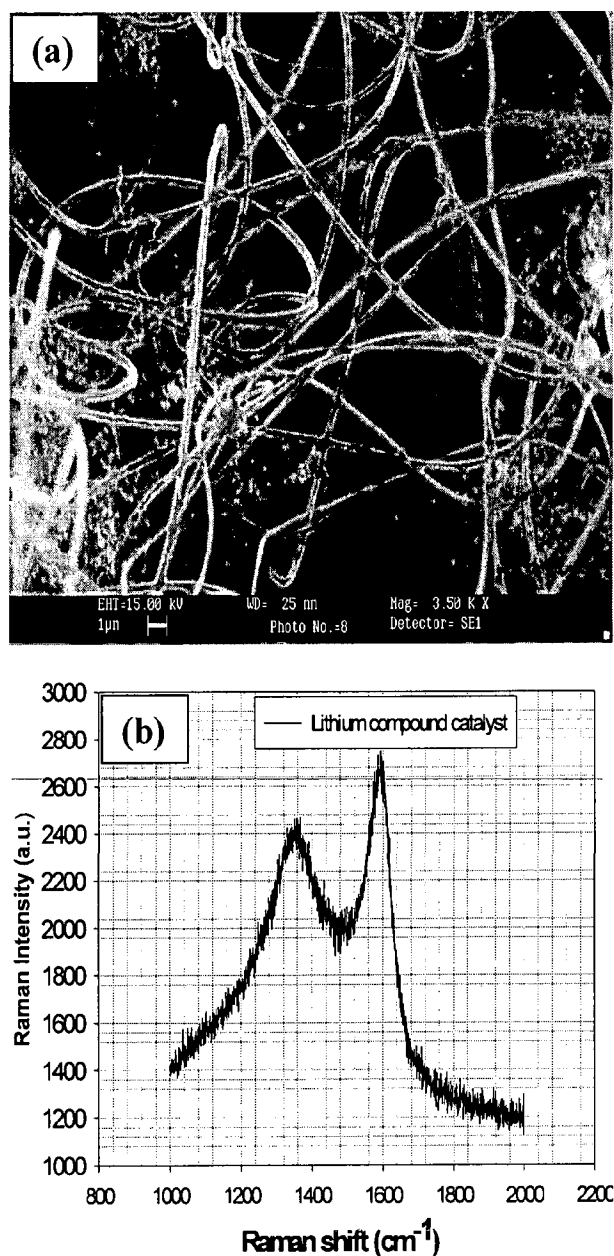 (a)
EHT=15.00 kV WD= 25 mm Mag= 3.50 K X
1µm Photo No.=8 Detector= SE1
(b)
Lithium compound catalyst
3000
2800
2600
2400
2200
2000
1800
1600
1400
1200
1000
Raman Intensity (a.u.)
800 1000 1200 1400 1600 1800 2000 2200
Raman shift (cm⁻¹)